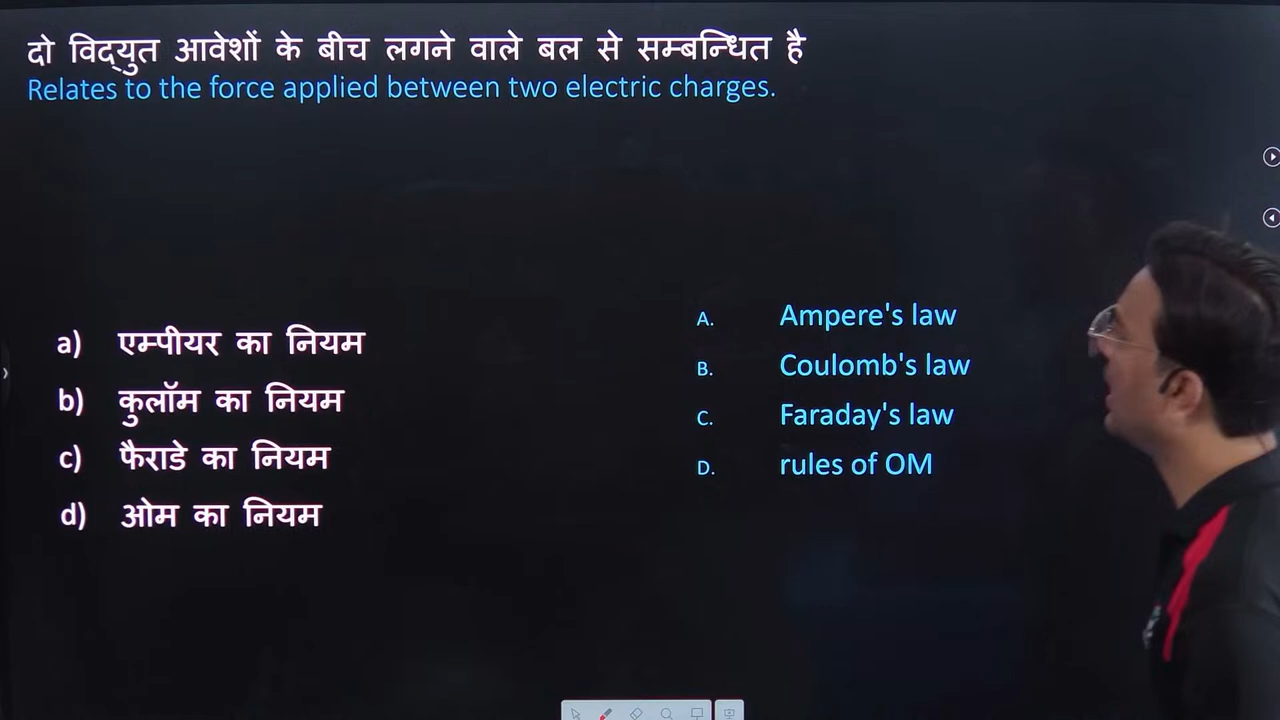 दो विद्युत आवेशों के बीच लगने वाले बल से सम्बन्धित है
Relates to the force applied between two electric charges.
a) एम्पीयर का नियम
b) कुलॉम का नियम
c) फैराडे का नियम
d) ओम का नियम
A. Ampere's law
B. Coulomb's law
C. Faraday's law
D. rules of OM